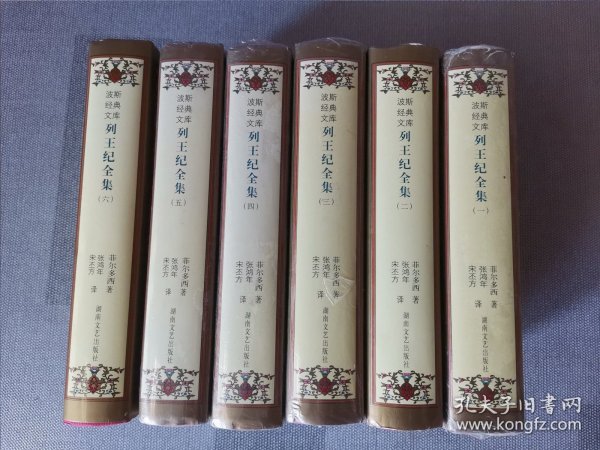 波斯
经典
文库
列王纪全集
(六)
菲尔多西 著
张鸿年
宋丕方 译
湖南文艺出版社
波斯
经典
文库
列王纪全集
(五)
菲尔多西 著
张鸿年
宋丕方 译
湖南文艺出版社
波斯
经典
文库
列王纪全集
(四)
菲尔多西 著
张鸿年
宋丕方 译
湖南文艺出版社
波斯
经典
文库
列王纪全集
(三)
菲尔多西 著
张鸿年
宋丕方 译
湖南文艺出版社
波斯
经典
文库
列王纪全集
(二)
菲尔多西 著
张鸿年
宋丕方 译
湖南文艺出版社
波斯
经典
文库
列王纪全集
(一)
菲尔多西 著
张鸿年
宋丕方 译
湖南文艺出版社
孔夫子旧书网
www.kongfz.com